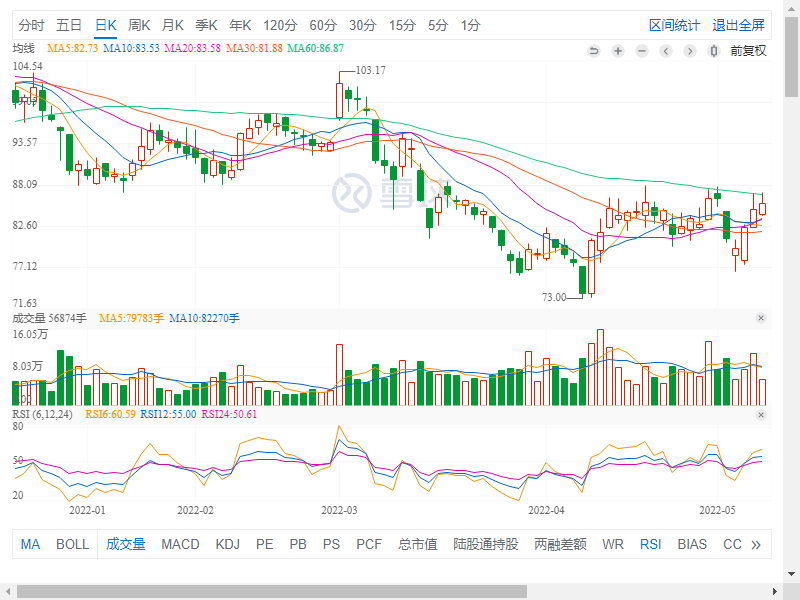 分时 五日 日K 周K 月K 季K 年K 120分 60分 30分 15分 5分 1分 区间统计 退出全屏
均线 MA5:82.73 MA10:83.53 MA20:83.58 MA30:81.88 MA60:86.87 前复权
104.54
103.17
93.57
88.09
雪球
82.60
77.12
73.00
71.63
成交量 56874手 MA5:79783手 MA10:82270手
16.05万
8.03万
RSI (6,12,24) RSI6:60.59 RSI12:55.00 RSI24:50.61
80
50
20
2022-01 2022-02 2022-03 2022-04 2022-05
MA BOLL 成交量 MACD KDJ PE PB PS PCF 总市值 陆股通持股 两融差额 WR RSI BIAS CC »